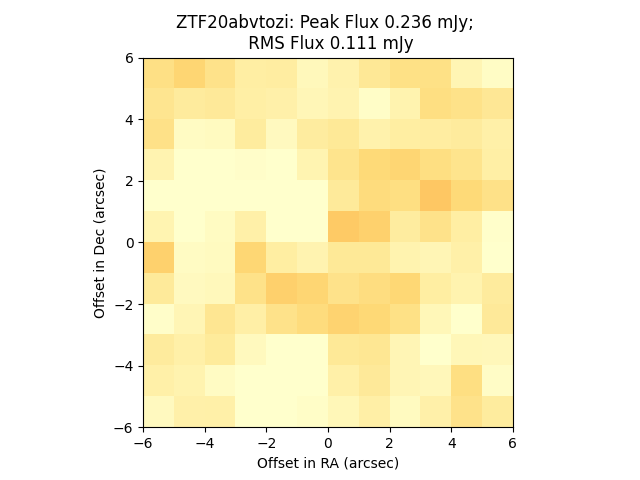 ZTF20abvtozi: Peak Flux 0.236 mJy;
RMS Flux 0.111 mJy
6
4
2
0
−2
−4
−6
Offset in Dec (arcsec)
−6 −4 −2 0 2 4 6
Offset in RA (arcsec)